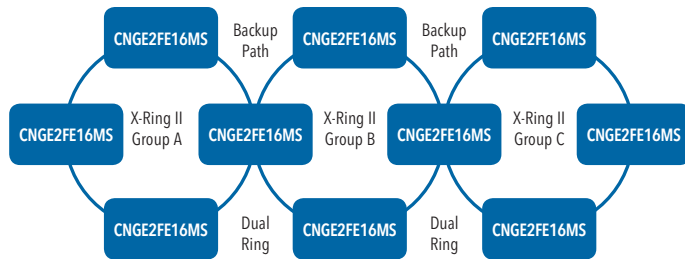 CNGE2FE16MS
Backup
Path
CNGE2FE16MS
Backup
Path
CNGE2FE16MS
CNGE2FE16MS
X-Ring II
Group A
CNGE2FE16MS
X-Ring II
Group B
CNGE2FE16MS
X-Ring II
Group C
CNGE2FE16MS
CNGE2FE16MS
Dual
Ring
CNGE2FE16MS
Dual
Ring
CNGE2FE16MS